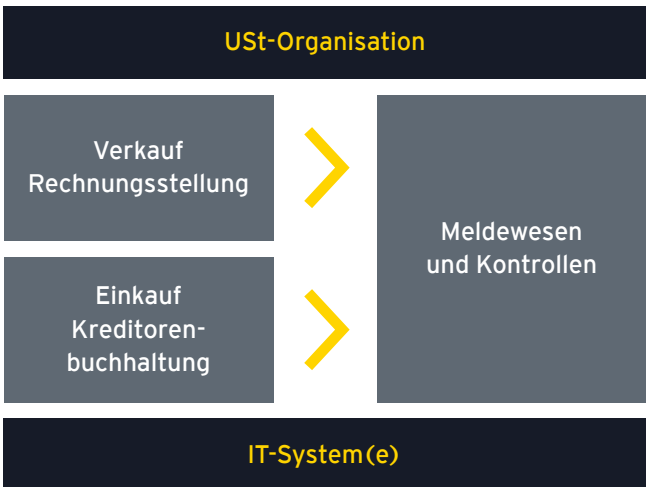 USt-Organisation
Verkauf
Rechnungsstellung
Einkauf
Kreditoren-
buchhaltung
Meldewesen
und Kontrollen
IT-System(e)